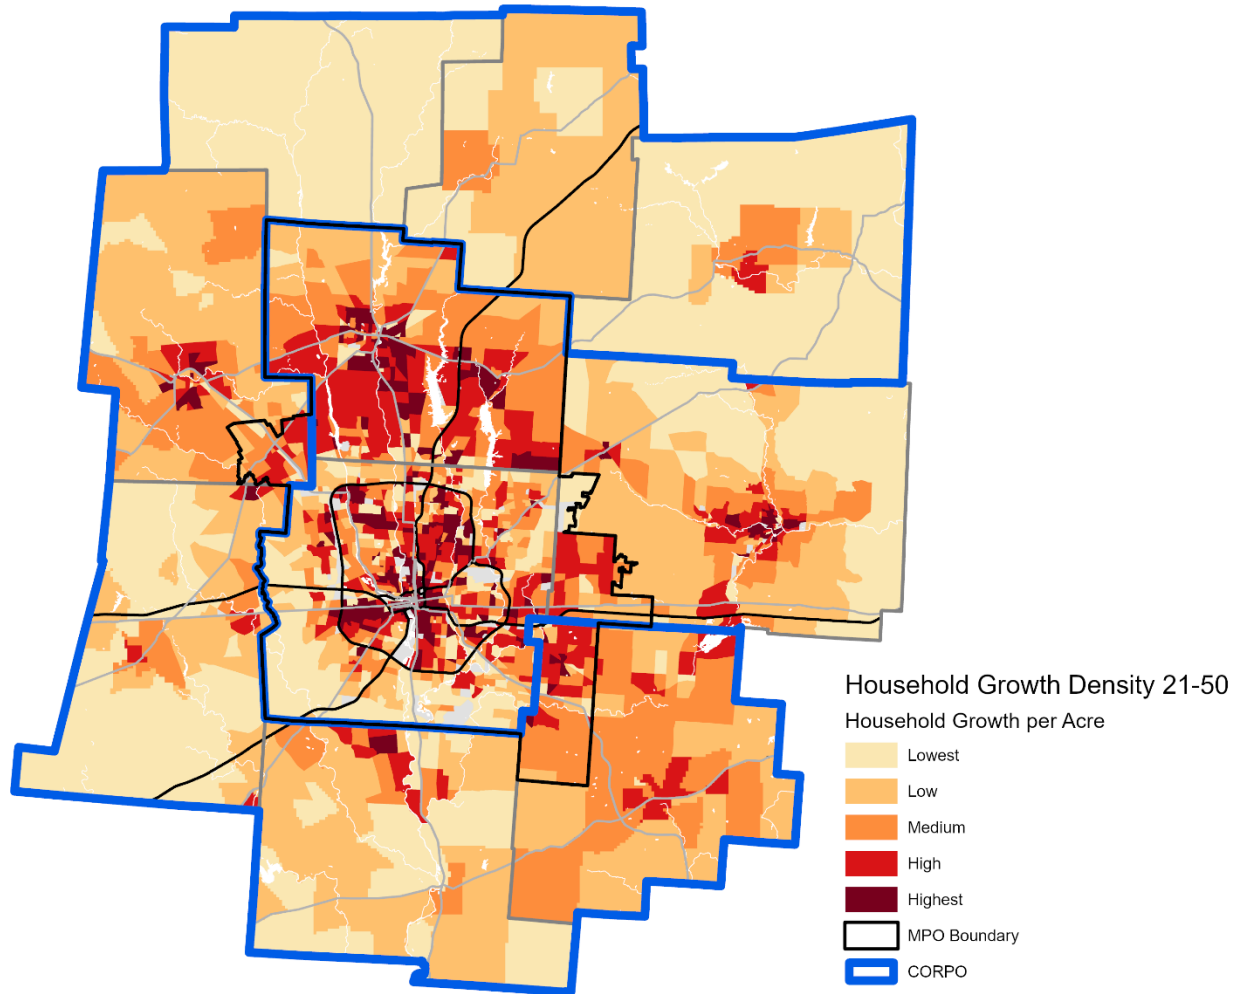 Household Growth Density 21-50
Household Growth per Acre
Lowest
Low
Medium
High
Highest
MPO Boundary
CORPO